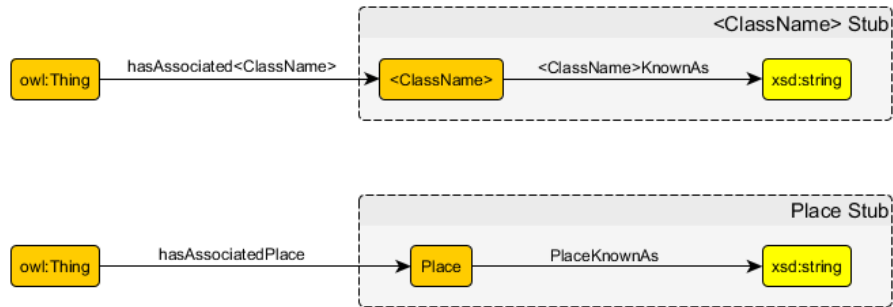 <ClassName> Stub
owl:Thing
hasAssociated<ClassName>
<ClassName>
<ClassName>KnownAs
xsd:string
Place Stub
owl:Thing
hasAssociatedPlace
Place
PlaceKnownAs
xsd:string